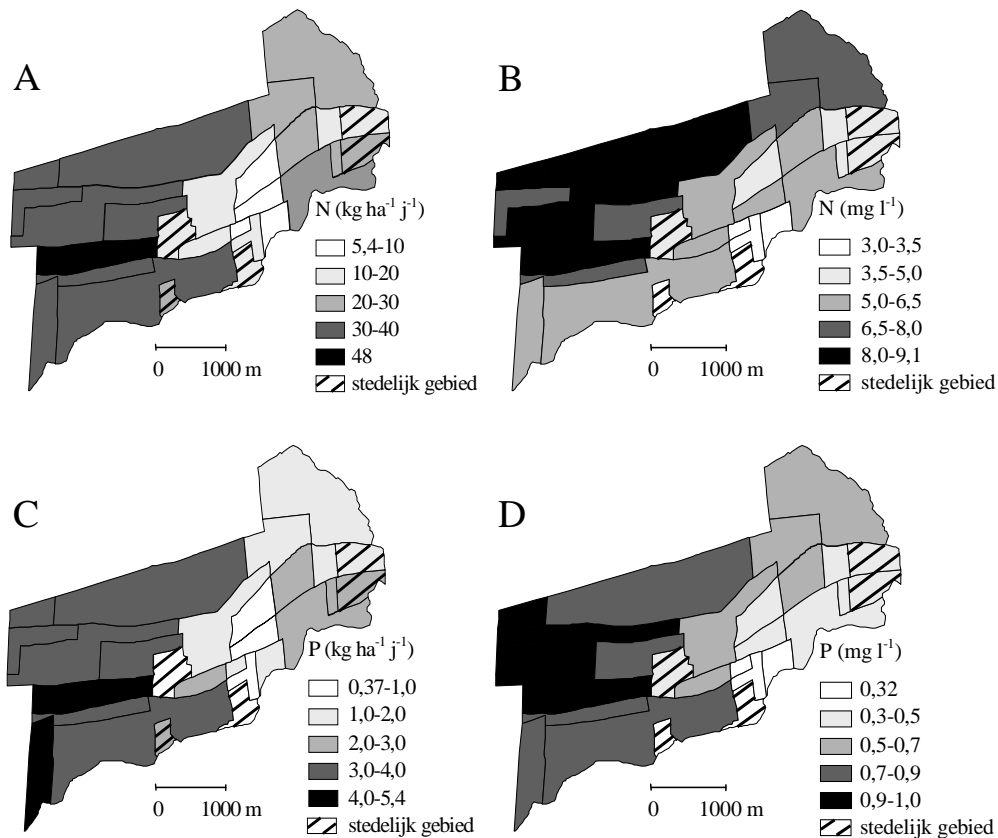 A
N (kg ha⁻¹ j⁻¹)
5,4-10
10-20
20-30
30-40
48
stedelijk gebied
0 1000 m
B
N (mg l⁻¹)
3,0-3,5
3,5-5,0
5,0-6,5
6,5-8,0
8,0-9,1
stedelijk gebied
0 1000 m
C
P (kg ha⁻¹ j⁻¹)
0,37-1,0
1,0-2,0
2,0-3,0
3,0-4,0
4,0-5,4
stedelijk gebied
0 1000 m
D
P (mg l⁻¹)
0,32
0,3-0,5
0,5-0,7
0,7-0,9
0,9-1,0
stedelijk gebied
0 1000 m